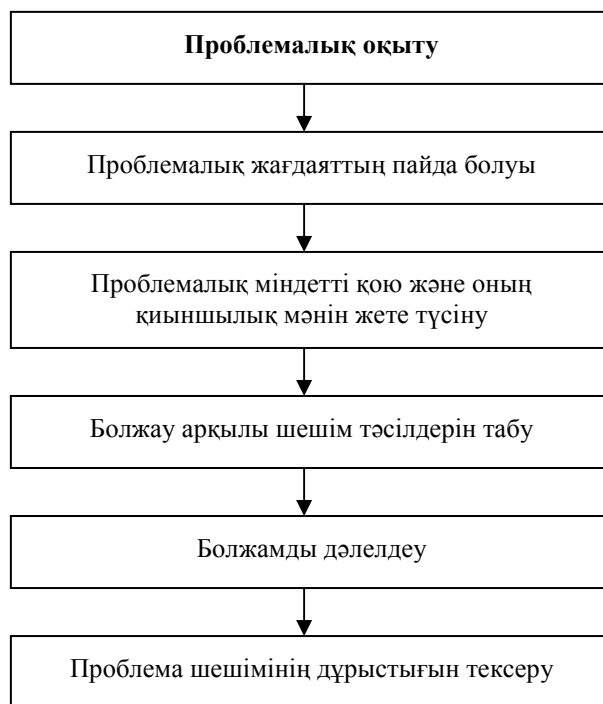 Проблемалық оқыту
Проблемалық жағдаяттың пайда болуы
Проблемалық міндетті қою және оның
қиыншылық мәнін жете түсіну
Болжау арқылы шешім тәсілдерін табу
Болжамды дәлелдеу
Проблема шешімінің дұрыстығын тексеру